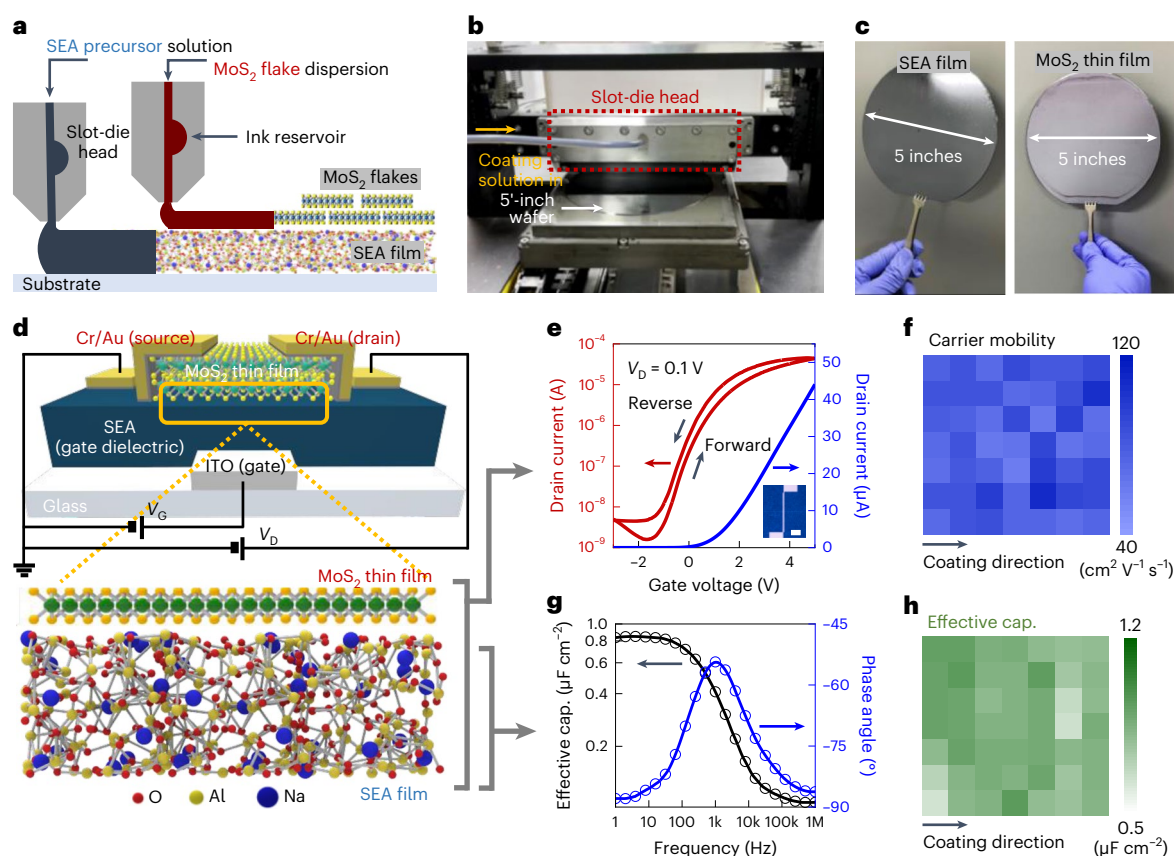 a
SEA precursor solution
MoS₂ flake dispersion
Slot-die
head
Ink reservoir
MoS₂ flakes
SEA film
Substrate
b
Slot-die head
Coating
solution in
5'-inch
wafer
c
SEA film
5 inches
MoS₂ thin film
5 inches
d
Cr/Au (source)
Cr/Au (drain)
MoS₂ thin film
SEA
(gate dielectric)
ITO (gate)
Glass
V_G
V_D
MoS₂ thin film
O
Al
Na
SEA film
e
Drain current (A)
10⁻⁴
10⁻⁵
10⁻⁶
10⁻⁷
10⁻⁸
10⁻⁹
V_D = 0.1 V
Reverse
Forward
50
40
30
20
10
0
Drain current (µA)
−2 0 2 4
Gate voltage (V)
f
Carrier mobility
120
40
(cm² V⁻¹ s⁻¹)
Coating direction
g
Effective cap. (µF cm⁻²)
1.0
0.8
0.6
0.4
0.2
−45
−60
−75
−90
Phase angle (º)
1 10 100 1k 10k 100k 1M
Frequency (Hz)
h
Effective cap.
1.2
0.5
(µF cm⁻²)
Coating direction